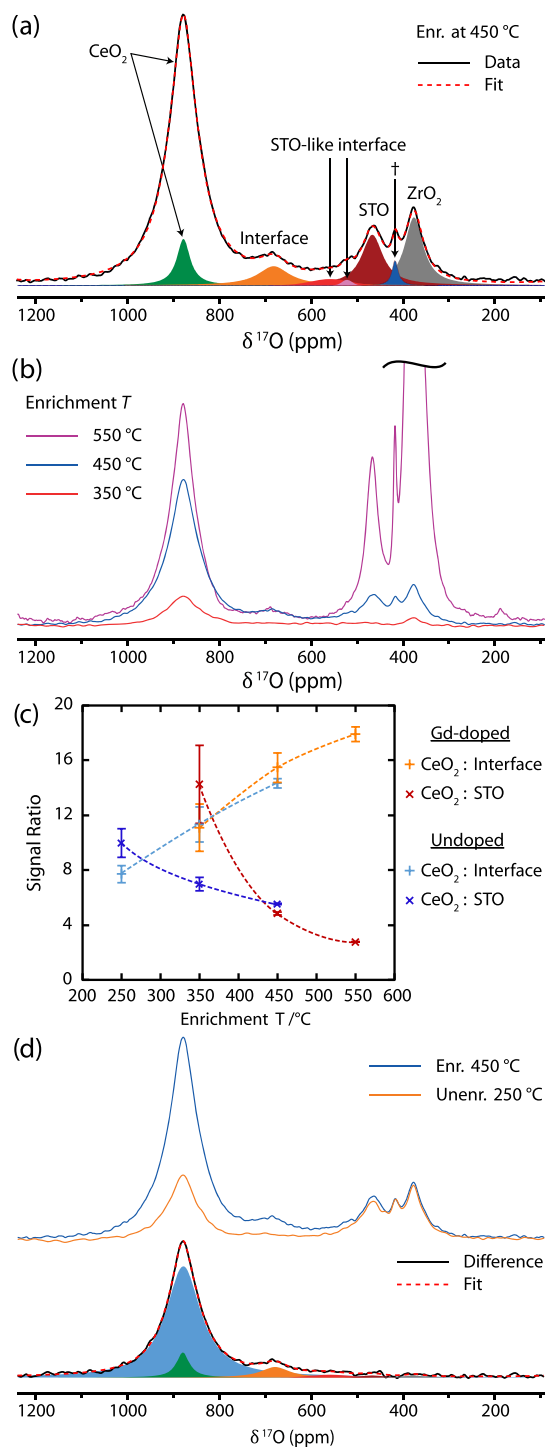 (a)
Enr. at 450 °C
CeO2
Data
Fit
STO-like interface
†
ZrO2
STO
Interface
1200 1000 800 600 400 200
δ 17O (ppm)
(b)
Enrichment T
550 °C
450 °C
350 °C
1200 1000 800 600 400 200
δ 17O (ppm)
(c)
20
16
12
8
4
0
Signal Ratio
200 250 300 350 400 450 500 550 600
Enrichment T /°C
Gd-doped
CeO2 : Interface
CeO2 : STO
Undoped
CeO2 : Interface
CeO2 : STO
(d)
Enr. 450 °C
Unenr. 250 °C
Difference
Fit
1200 1000 800 600 400 200
δ 17O (ppm)